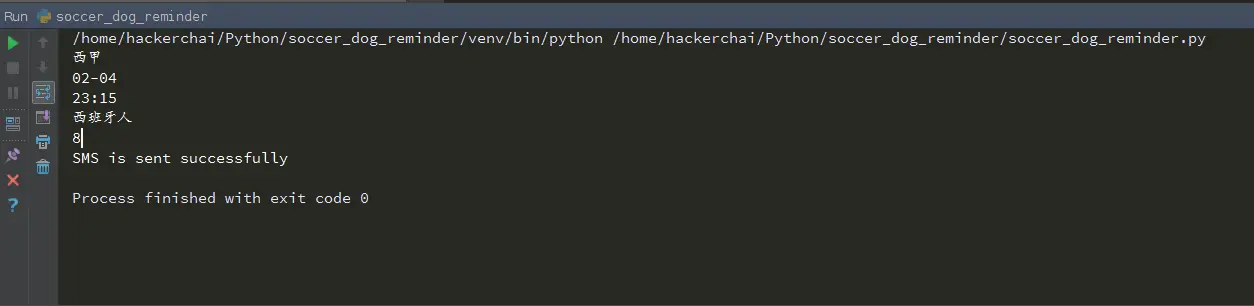 Run soccer_dog_reminder
/home/hackerchai/Python/soccer_dog_reminder/venv/bin/python /home/hackerchai/Python/soccer_dog_reminder/soccer_dog_reminder.py
西甲
02-04
23:15
西班牙人
8
SMS is sent successfully
Process finished with exit code 0